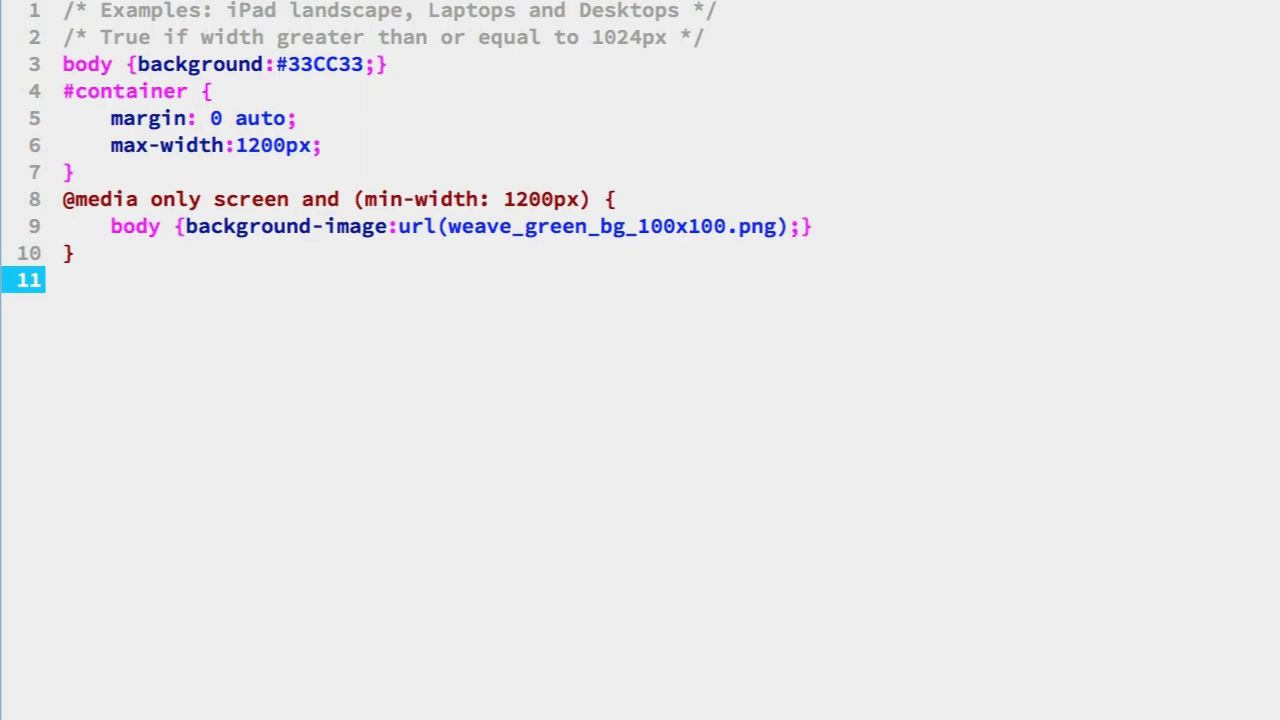 1 /* Examples: iPad landscape, Laptops and Desktops */
2 /* True if width greater than or equal to 1024px */
3 body {background:#33CC33;}
4 #container {
5     margin: 0 auto;
6     max-width:1200px;
7 }
8 @media only screen and (min-width: 1200px) {
9     body {background-image:url(weave_green_bg_100x100.png);}
10 }
11